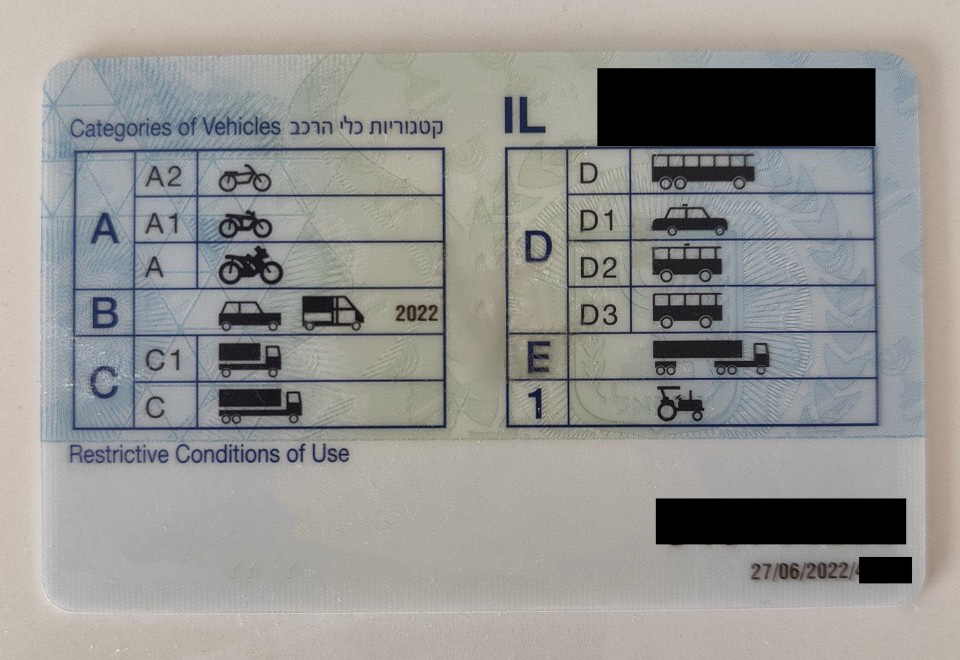 Categories of Vehicles קטגוריות כלי הרכב
A
A2
A1
A
B
2022
C
C1
C
IL
D
D
D1
D2
D3
E
1
Restrictive Conditions of Use
27/06/2022/